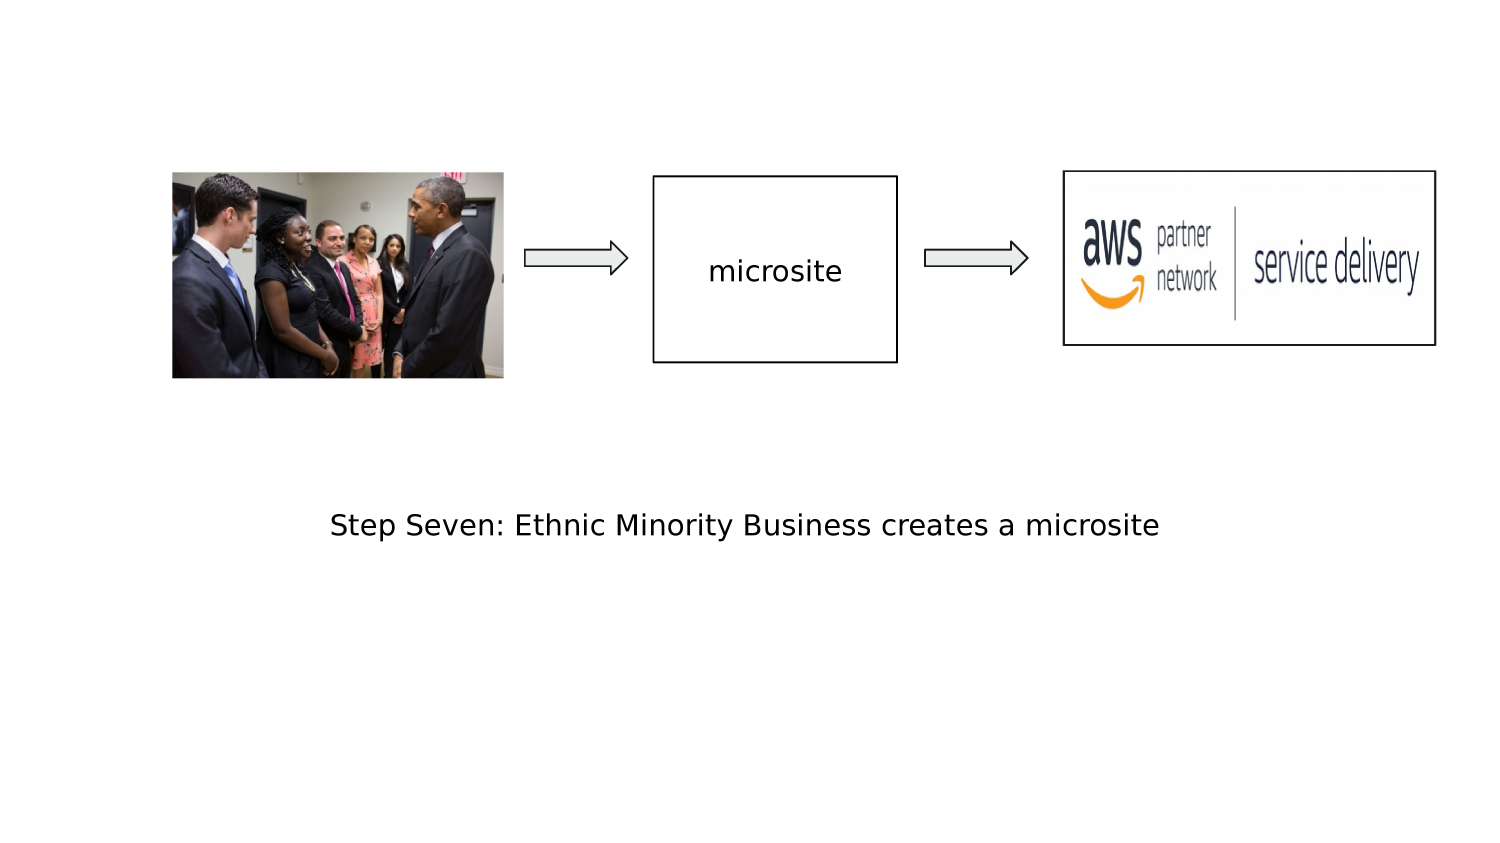 microsite
aws partner network
service delivery
Step Seven: Ethnic Minority Business creates a microsite